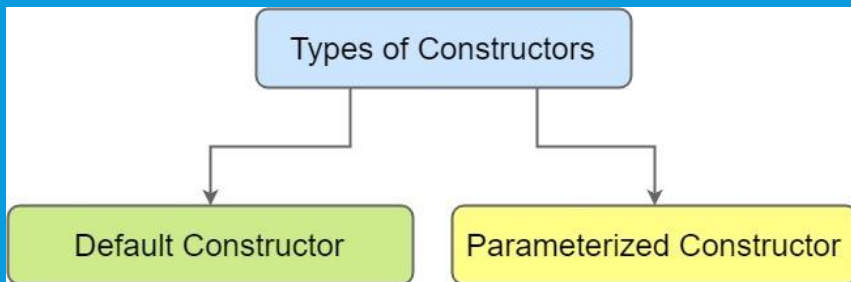 Types of Constructors
Default Constructor
Parameterized Constructor